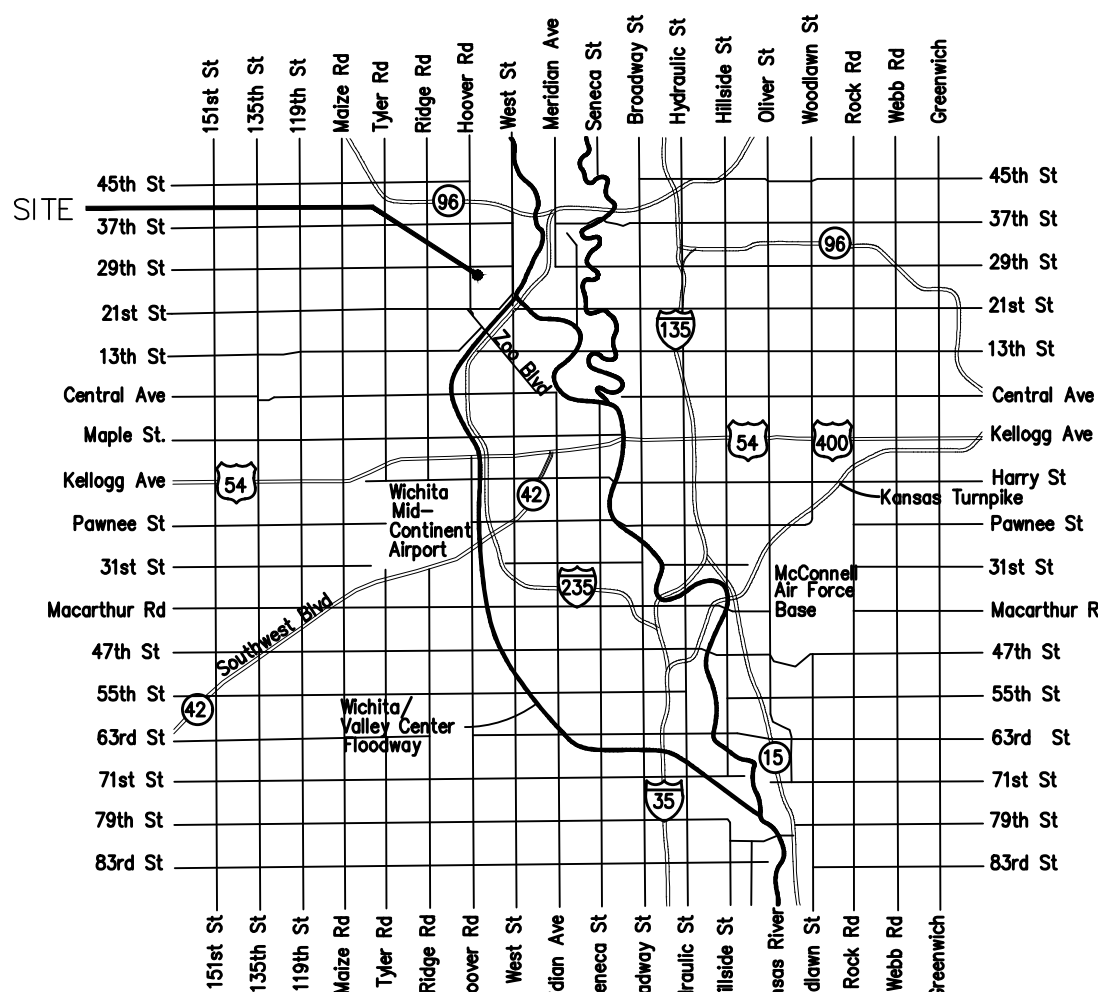 151st St
135th St
119th St
Maize Rd
Tyler Rd
Ridge Rd
Hoover Rd
West St
Meridian Ave
Seneca St
Broadway St
Hydraulic St
Hillside St
Oliver St
Woodlawn St
Rock Rd
Webb Rd
Greenwich
45th St
SITE
37th St
29th St
21st St
13th St
Central Ave
Maple St.
Kellogg Ave
Pawnee St
31st St
Macarthur Rd
47th St
55th St
63rd St
71st St
79th St
83rd St
96
96
135
Zoo Blvd
54
54
400
42
Wichita
Mid-
Continent
Airport
235
Kansas Turnpike
McConnell
Air Force
Base
Southwest Blvd
42
Wichita/
Valley Center
Floodway
15
35
45th St
37th St
29th St
21st St
13th St
Central Ave
Kellogg Ave
Harry St
Pawnee St
31st St
Macarthur R
47th St
55th St
63rd St
71st St
79th St
83rd St
151st St
135th St
119th St
Maize Rd
Tyler Rd
Ridge Rd
oover Rd
West St
dian Ave
eneca St
adway St
draulic St
illside St
nsas River
dlawn St
Rock Rd
Webb Rd
Greenwich